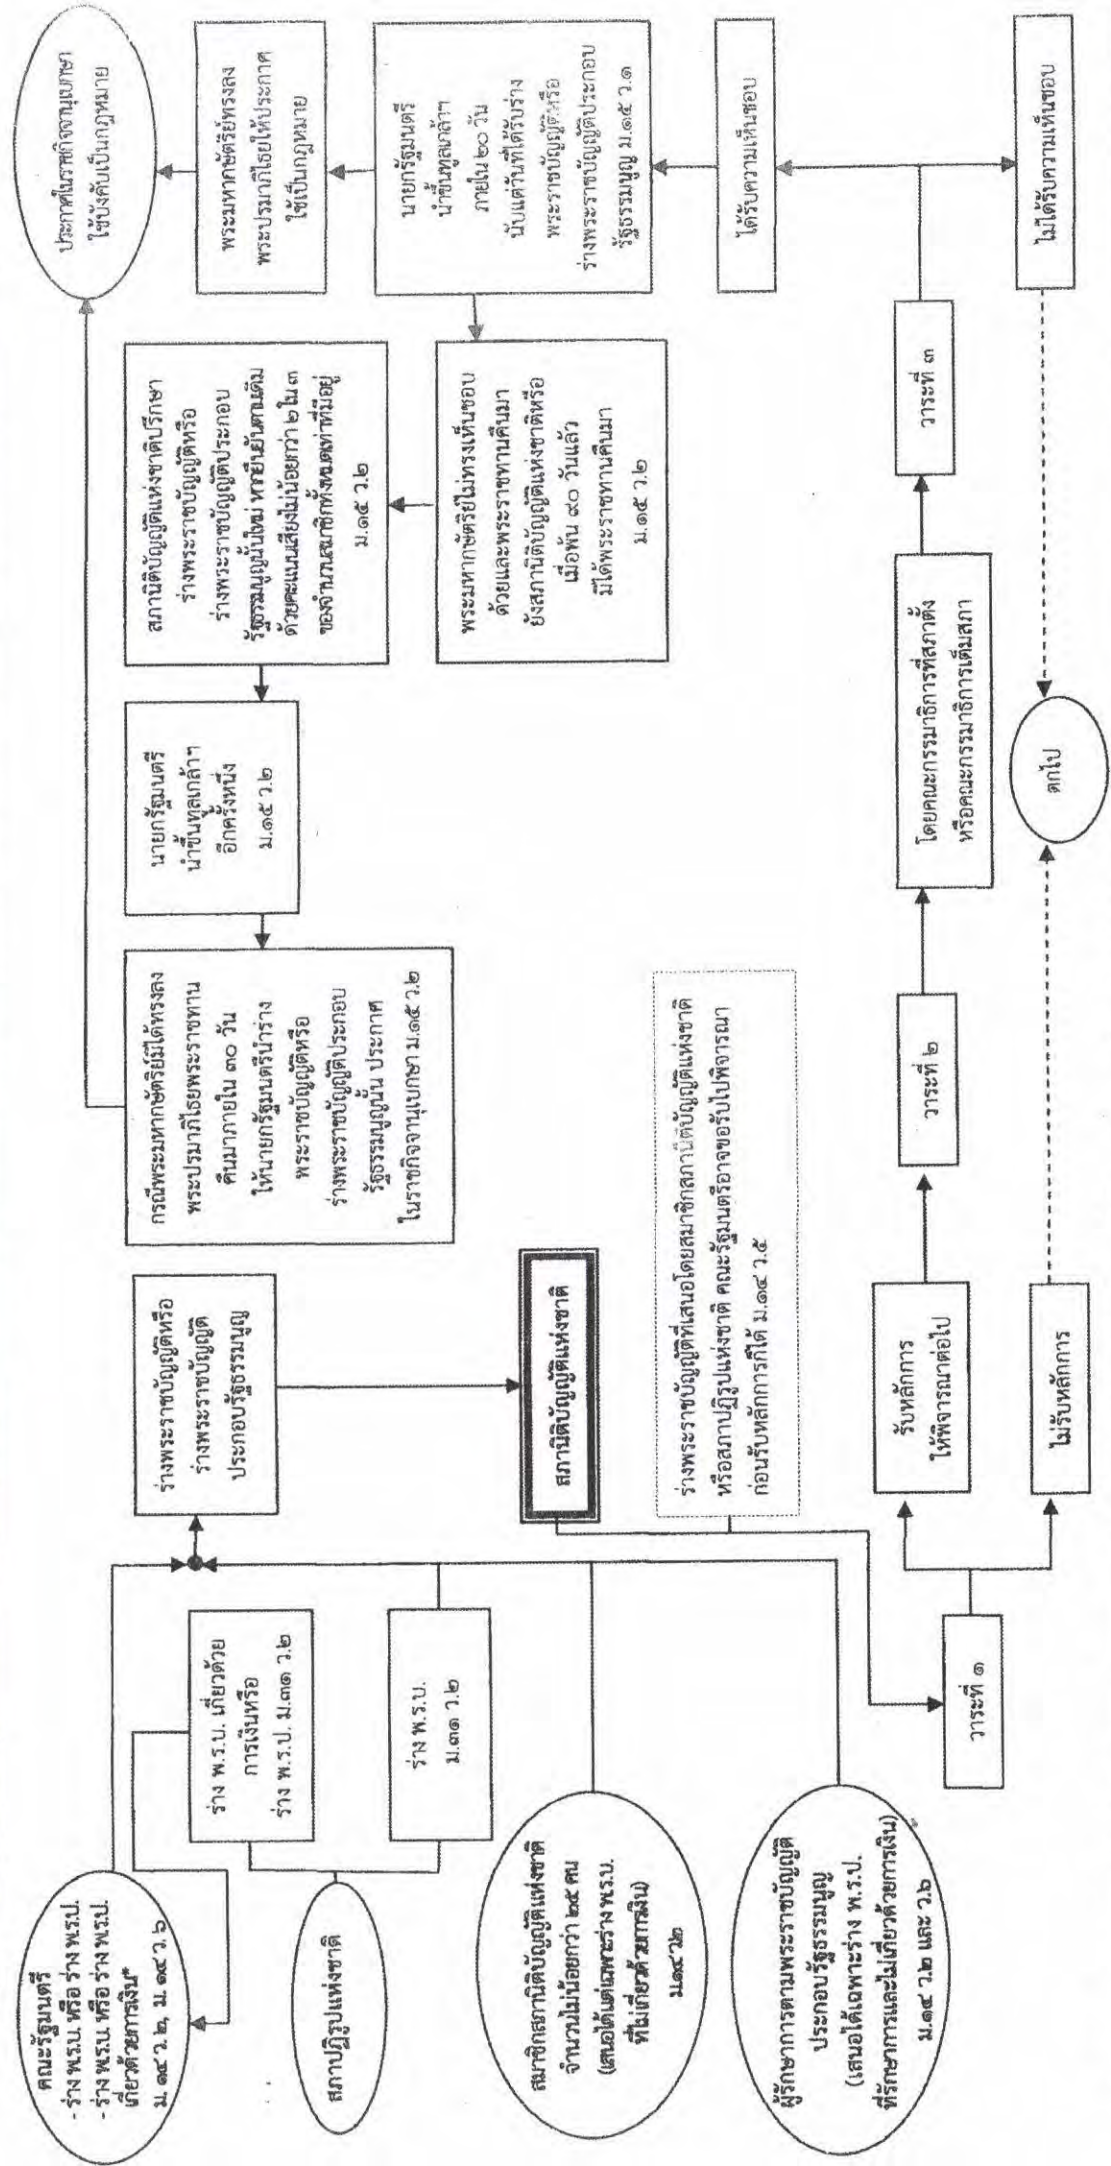 คณะรัฐมนตรี
- ร่าง พ.ร.บ. หรือ ร่าง พ.ร.ป.
- ร่าง พ.ร.บ. หรือ ร่าง พ.ร.ป.
เกี่ยวด้วยการเงิน*
ม. ๑๔ ว. ๒, ม. ๑๔ ว. ๖
สภาปฏิรูปแห่งชาติ
สมาชิกสภานิติบัญญัติแห่งชาติ
จำนวนไม่น้อยกว่า ๒๕ คน
(เสนอได้แต่เฉพาะร่าง พ.ร.บ.
ที่ไม่เกี่ยวด้วยการเงิน)
ม.๑๔ ว.๒
ผู้รักษาการตามพระราชบัญญัติ
ประกอบรัฐธรรมนูญ
(เสนอได้เฉพาะร่าง พ.ร.ป.
ที่รักษาการและไม่เกี่ยวด้วยการเงิน)
ม.๑๔ ว.๒ และ ว.๖
ร่าง พ.ร.บ. เกี่ยวด้วย
การเงินหรือ
ร่าง พ.ร.ป. ม.๓๑ ว.๒
ร่าง พ.ร.บ.
ม.๓๑ ว.๒
ร่างพระราชบัญญัติหรือ
ร่างพระราชบัญญัติ
ประกอบรัฐธรรมนูญ
สภานิติบัญญัติแห่งชาติ
ร่างพระราชบัญญัติที่เสนอโดยสมาชิกสภานิติบัญญัติแห่งชาติ
หรือสภาปฏิรูปแห่งชาติ คณะรัฐมนตรีอาจขอรับไปพิจารณา
ก่อนรับหลักการก็ได้ ม.๑๔ ว.๕
วาระที่ ๑
รับหลักการ
ให้พิจารณาต่อไป
ไม่รับหลักการ
วาระที่ ๒
โดยคณะกรรมาธิการที่สภาตั้ง
หรือคณะกรรมาธิการเต็มสภา
ตกไป
วาระที่ ๓
ได้รับความเห็นชอบ
ไม่ได้รับความเห็นชอบ
นายกรัฐมนตรี
นำขึ้นทูลเกล้าฯ
ภายใน ๒๐ วัน
นับแต่วันที่ได้รับร่าง
พระราชบัญญัติหรือ
ร่างพระราชบัญญัติประกอบ
รัฐธรรมนูญ ม.๑๕ ว.๑
พระมหากษัตริย์ทรงลง
พระปรมาภิไธยให้ประกาศ
ใช้เป็นกฎหมาย
ประกาศในราชกิจจานุเบกษา
ใช้บังคับเป็นกฎหมาย
พระมหากษัตริย์ไม่ทรงเห็นชอบ
ด้วยและพระราชทานคืนมา
ยังสภานิติบัญญัติแห่งชาติหรือ
เมื่อพ้น ๙๐ วันแล้ว
มิได้พระราชทานคืนมา
ม.๑๕ ว.๒
สภานิติบัญญัติแห่งชาติปรึกษา
ร่างพระราชบัญญัติหรือ
ร่างพระราชบัญญัติประกอบ
รัฐธรรมนูญนั้นใหม่ หากยืนยันตามเดิม
ด้วยคะแนนเสียงไม่น้อยกว่า ๒ ใน ๓
ของจำนวนสมาชิกทั้งหมดเท่าที่มีอยู่
ม.๑๕ ว.๒
นายกรัฐมนตรี
นำขึ้นทูลเกล้าฯ
อีกครั้งหนึ่ง
ม.๑๕ ว.๒
กรณีพระมหากษัตริย์มิได้ทรงลง
พระปรมาภิไธยพระราชทาน
คืนมาภายใน ๓๐ วัน
ให้นายกรัฐมนตรีนำร่าง
พระราชบัญญัติหรือ
ร่างพระราชบัญญัติประกอบ
รัฐธรรมนูญนั้น ประกาศ
ในราชกิจจานุเบกษา ม.๑๕ ว.๒